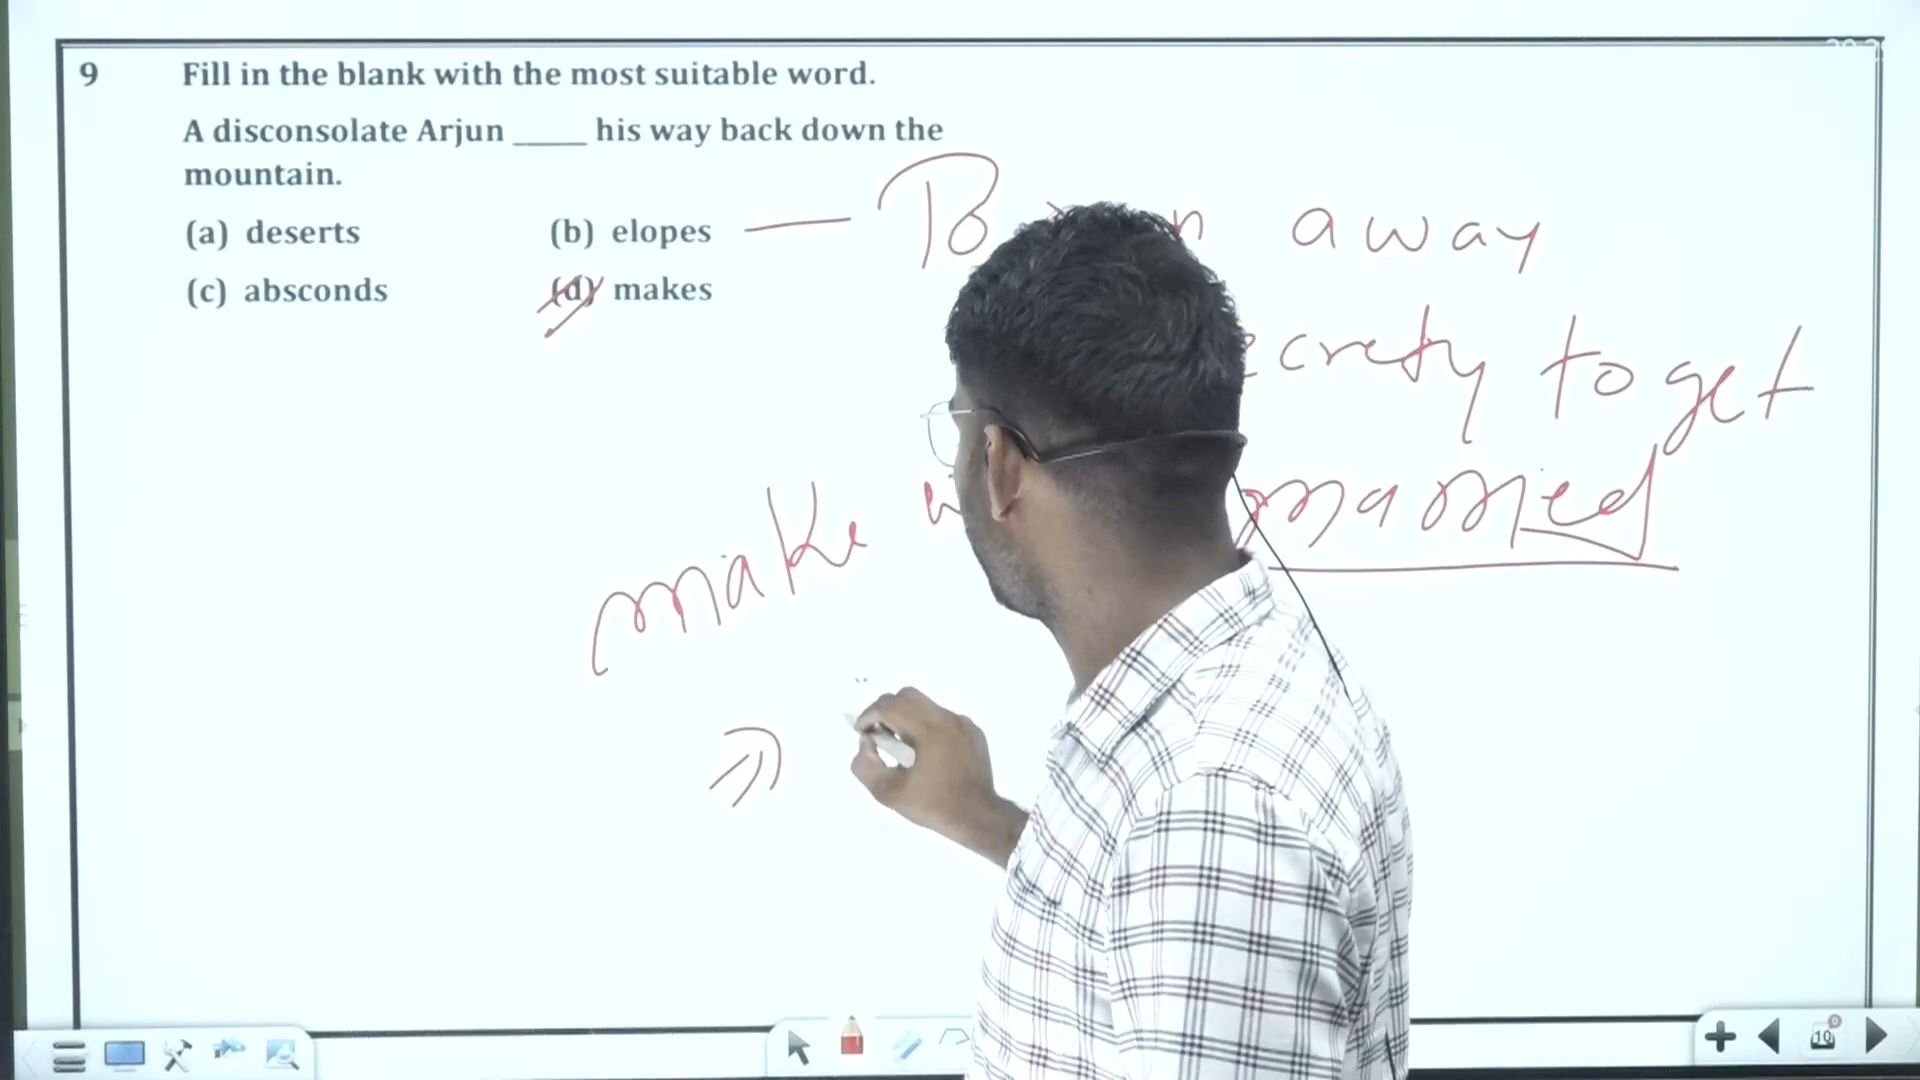 9 Fill in the blank with the most suitable word.
A disconsolate Arjun _____ his way back down the
mountain.
(a) deserts (b) elopes — To away
(c) absconds (d) makes
to get
make married
10